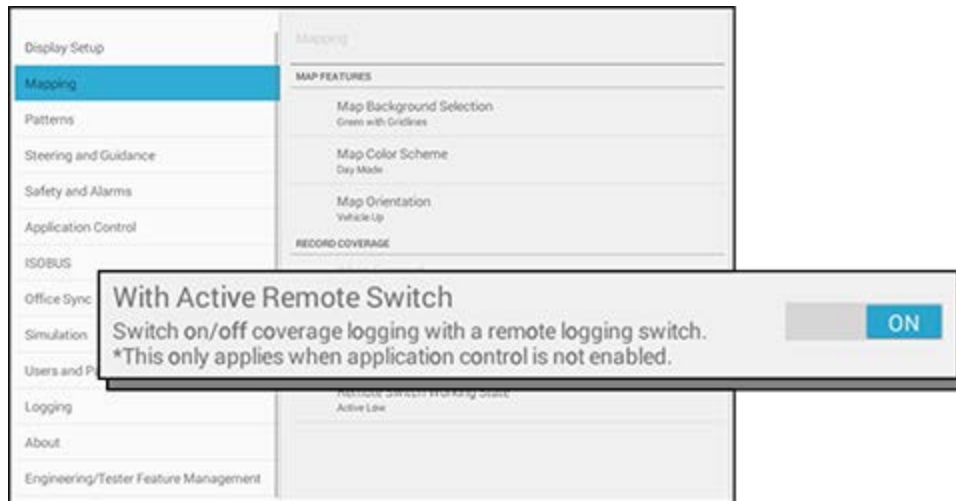 Display Setup
Mapping
Patterns
Steering and Guidance
Safety and Alarms
Application Control
ISOBUS
Office Sync
Simulation
Users and
Logging
About
Engineering/Tester Feature Management
Mapping
MAP FEATURES
Map Background Selection
Green with Gridlines
Map Color Scheme
Day Mode
Map Orientation
Vehicle Up
RECORD COVERAGE
With Active Remote Switch
Switch on/off coverage logging with a remote logging switch.
*This only applies when application control is not enabled.
ON
Remote Switch Working State
Active Low